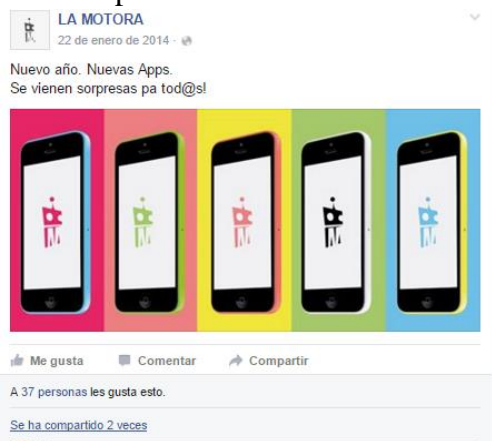 LA MOTORA
22 de enero de 2014 ·
Nuevo año. Nuevas Apps.
Se vienen sorpresas pa tod@s!
Me gusta Comentar Compartir
A 37 personas les gusta esto.
Se ha compartido 2 veces